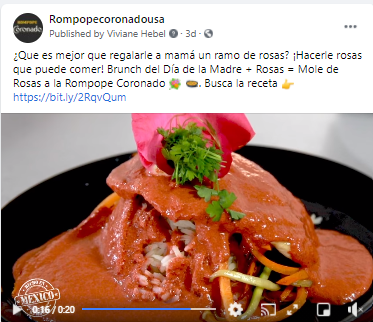 Rompopecoronadousa
Published by Viviane Hebel · 3d ·
¿Que es mejor que regalarle a mamá un ramo de rosas? ¡Hacerle rosas
que puede comer! Brunch del Día de la Madre + Rosas = Mole de
Rosas a la Rompope Coronado 💐 🥘. Busca la receta 👉
https://bit.ly/2RqvQum
Coronado
MÉXICO
0:16 / 0:20